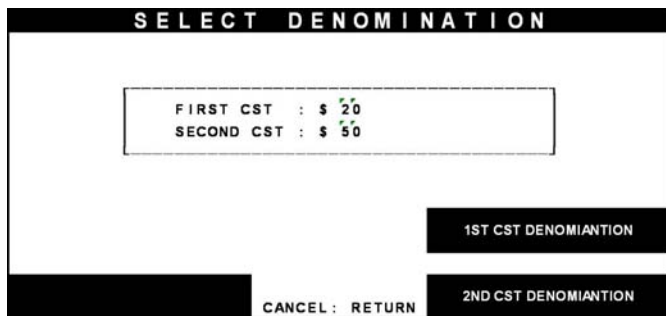 SELECT DENOMINATION
FIRST CST : $ 20
SECOND CST : $ 50
1ST CST DENOMIANTION
2ND CST DENOMIANTION
CANCEL: RETURN